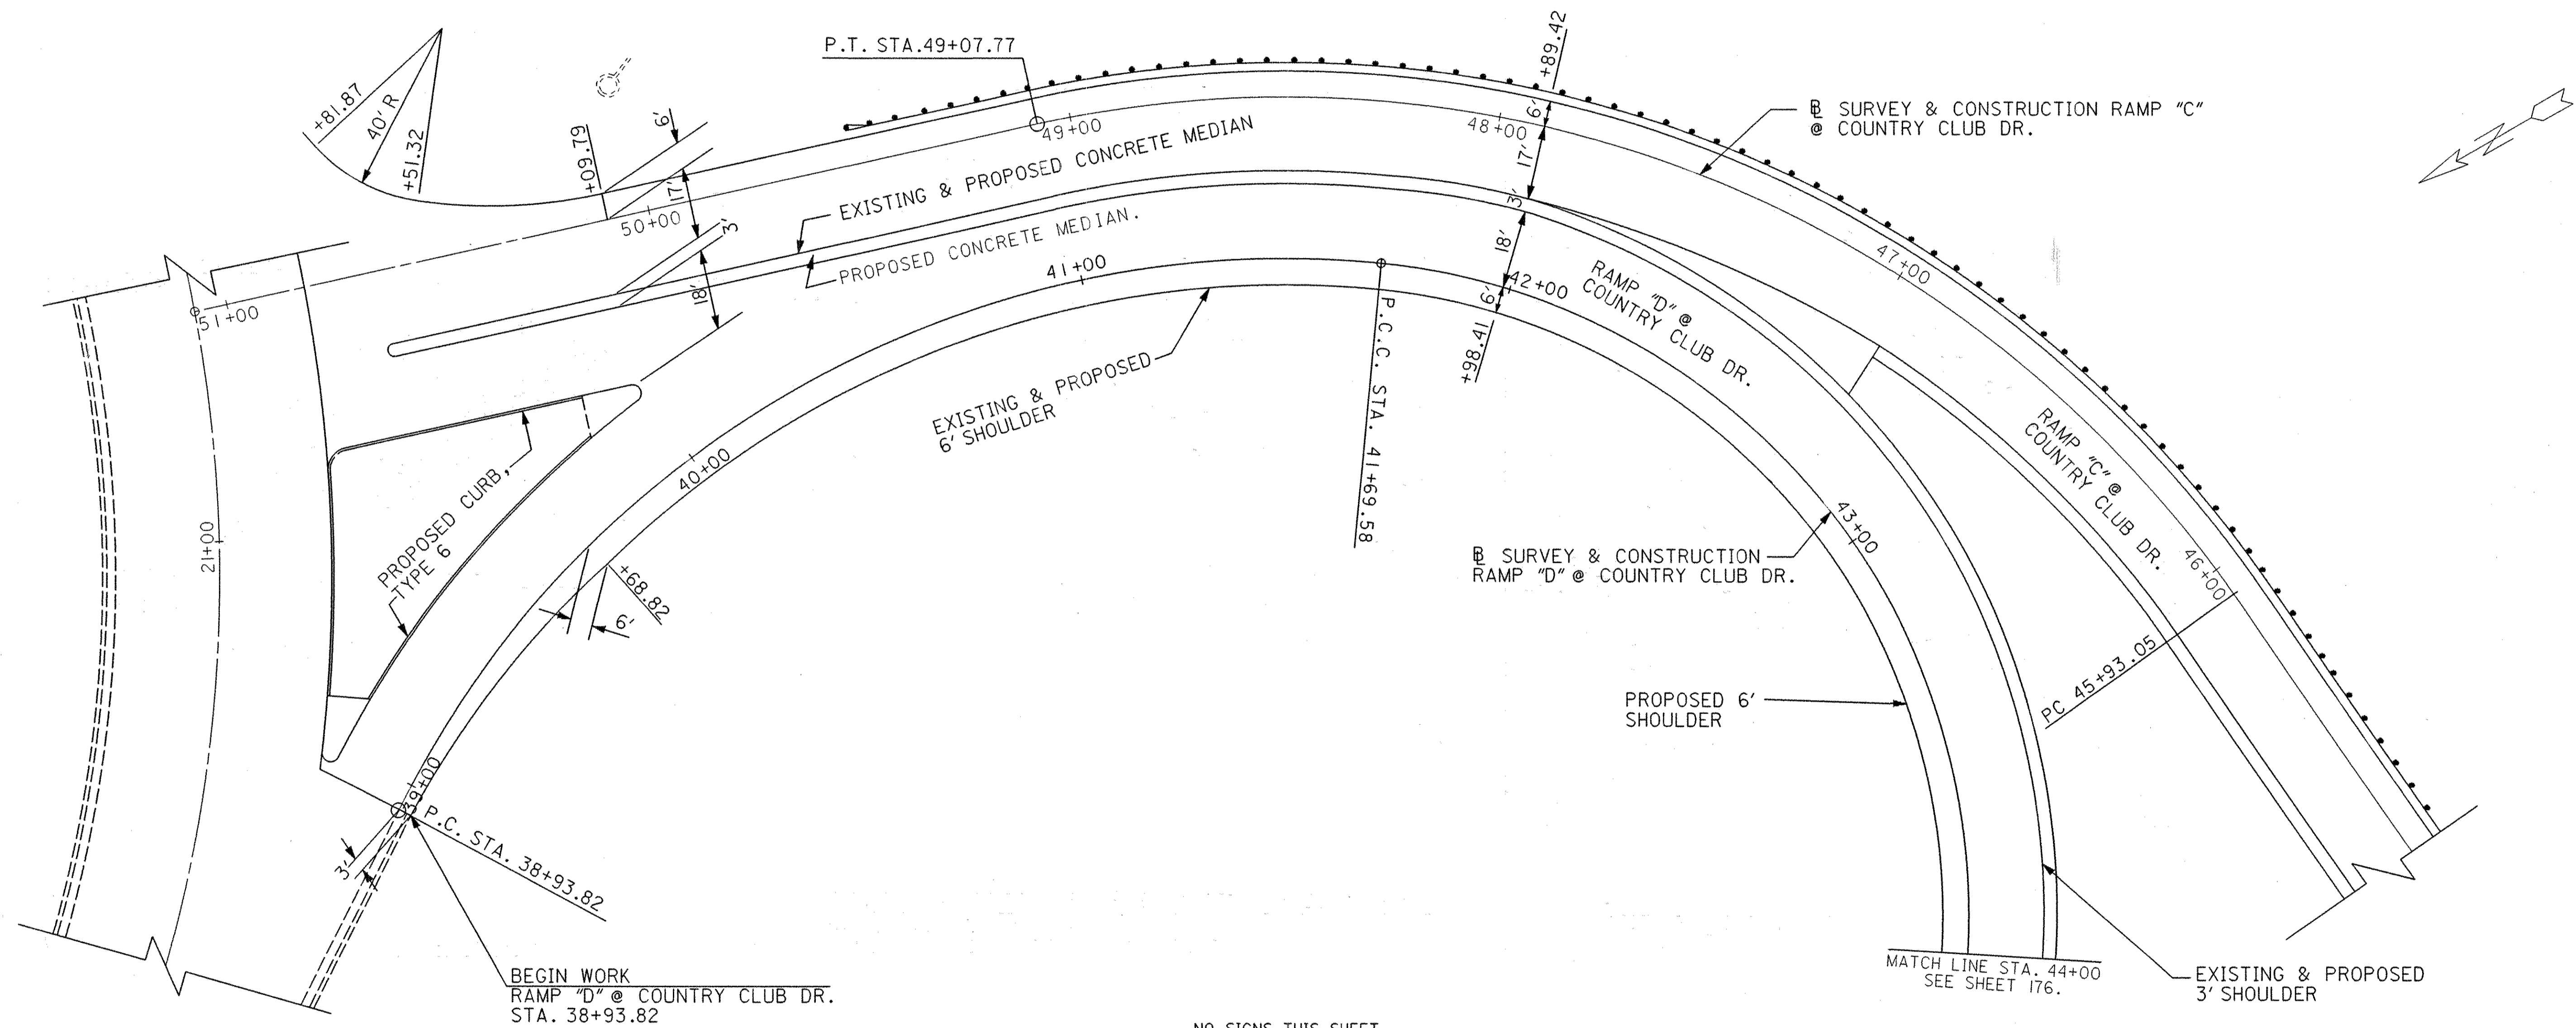 P.T. STA.49+07.77
+89.42
℄ SURVEY & CONSTRUCTION RAMP "C"
@ COUNTRY CLUB DR.
N
+81.87
40' R
+51.32
+09.79
6'
17'
3'
18'
49+00
48+00
6'
17'
3'
18'
6'
EXISTING & PROPOSED CONCRETE MEDIAN
PROPOSED CONCRETE MEDIAN.
50+00
51+00
41+00
42+00
47+00
RAMP "D" @
COUNTRY CLUB DR.
+98.41
P.C.C. STA. 41+69.58
EXISTING & PROPOSED
6' SHOULDER
40+00
PROPOSED CURB,
TYPE 6
21+00
RAMP "C" @
COUNTRY CLUB DR.
43+00
46+00
℄ SURVEY & CONSTRUCTION
RAMP "D" @ COUNTRY CLUB DR.
+68.82
6'
PC 45+93.05
PROPOSED 6'
SHOULDER
39+00
P.C. STA. 38+93.82
3'
BEGIN WORK
RAMP "D" @ COUNTRY CLUB DR.
STA. 38+93.82
MATCH LINE STA. 44+00
SEE SHEET 176.
EXISTING & PROPOSED
3' SHOULDER
NO SIGNS THIS SHEET